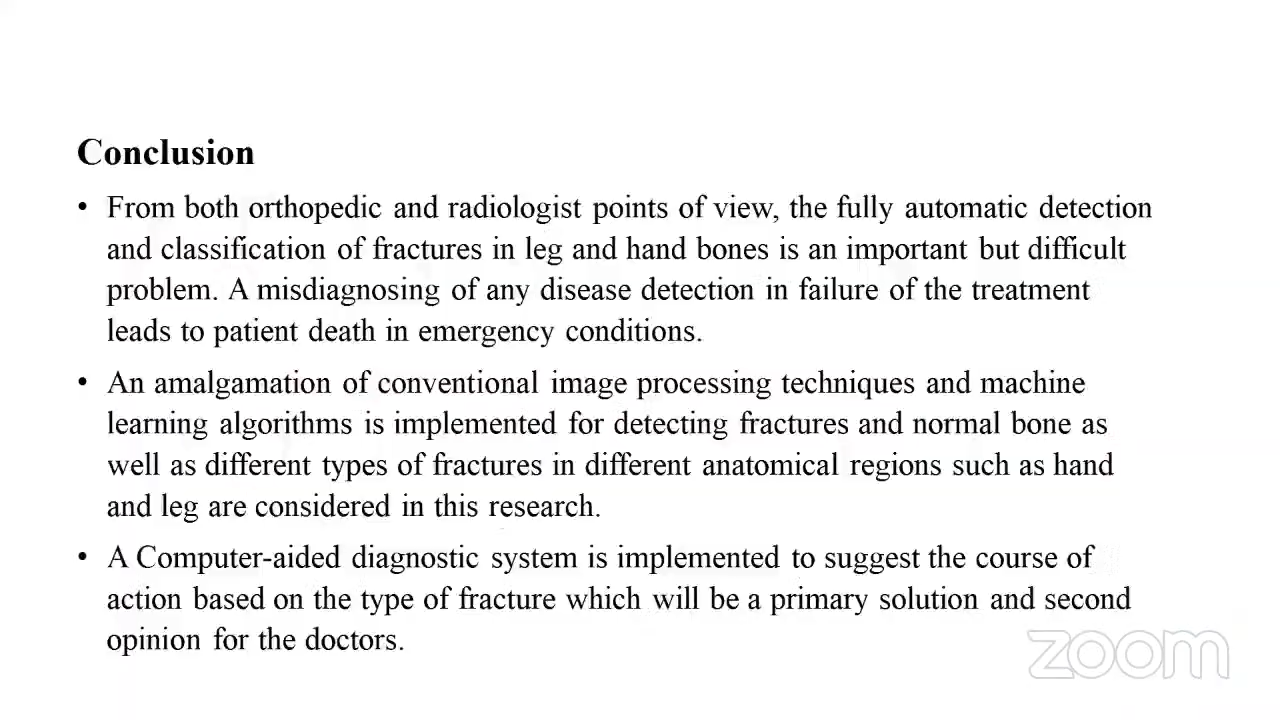 Conclusion
• From both orthopedic and radiologist points of view, the fully automatic detection
and classification of fractures in leg and hand bones is an important but difficult
problem. A misdiagnosing of any disease detection in failure of the treatment
leads to patient death in emergency conditions.
• An amalgamation of conventional image processing techniques and machine
learning algorithms is implemented for detecting fractures and normal bone as
well as different types of fractures in different anatomical regions such as hand
and leg are considered in this research.
• A Computer-aided diagnostic system is implemented to suggest the course of
action based on the type of fracture which will be a primary solution and second
opinion for the doctors.
zoom